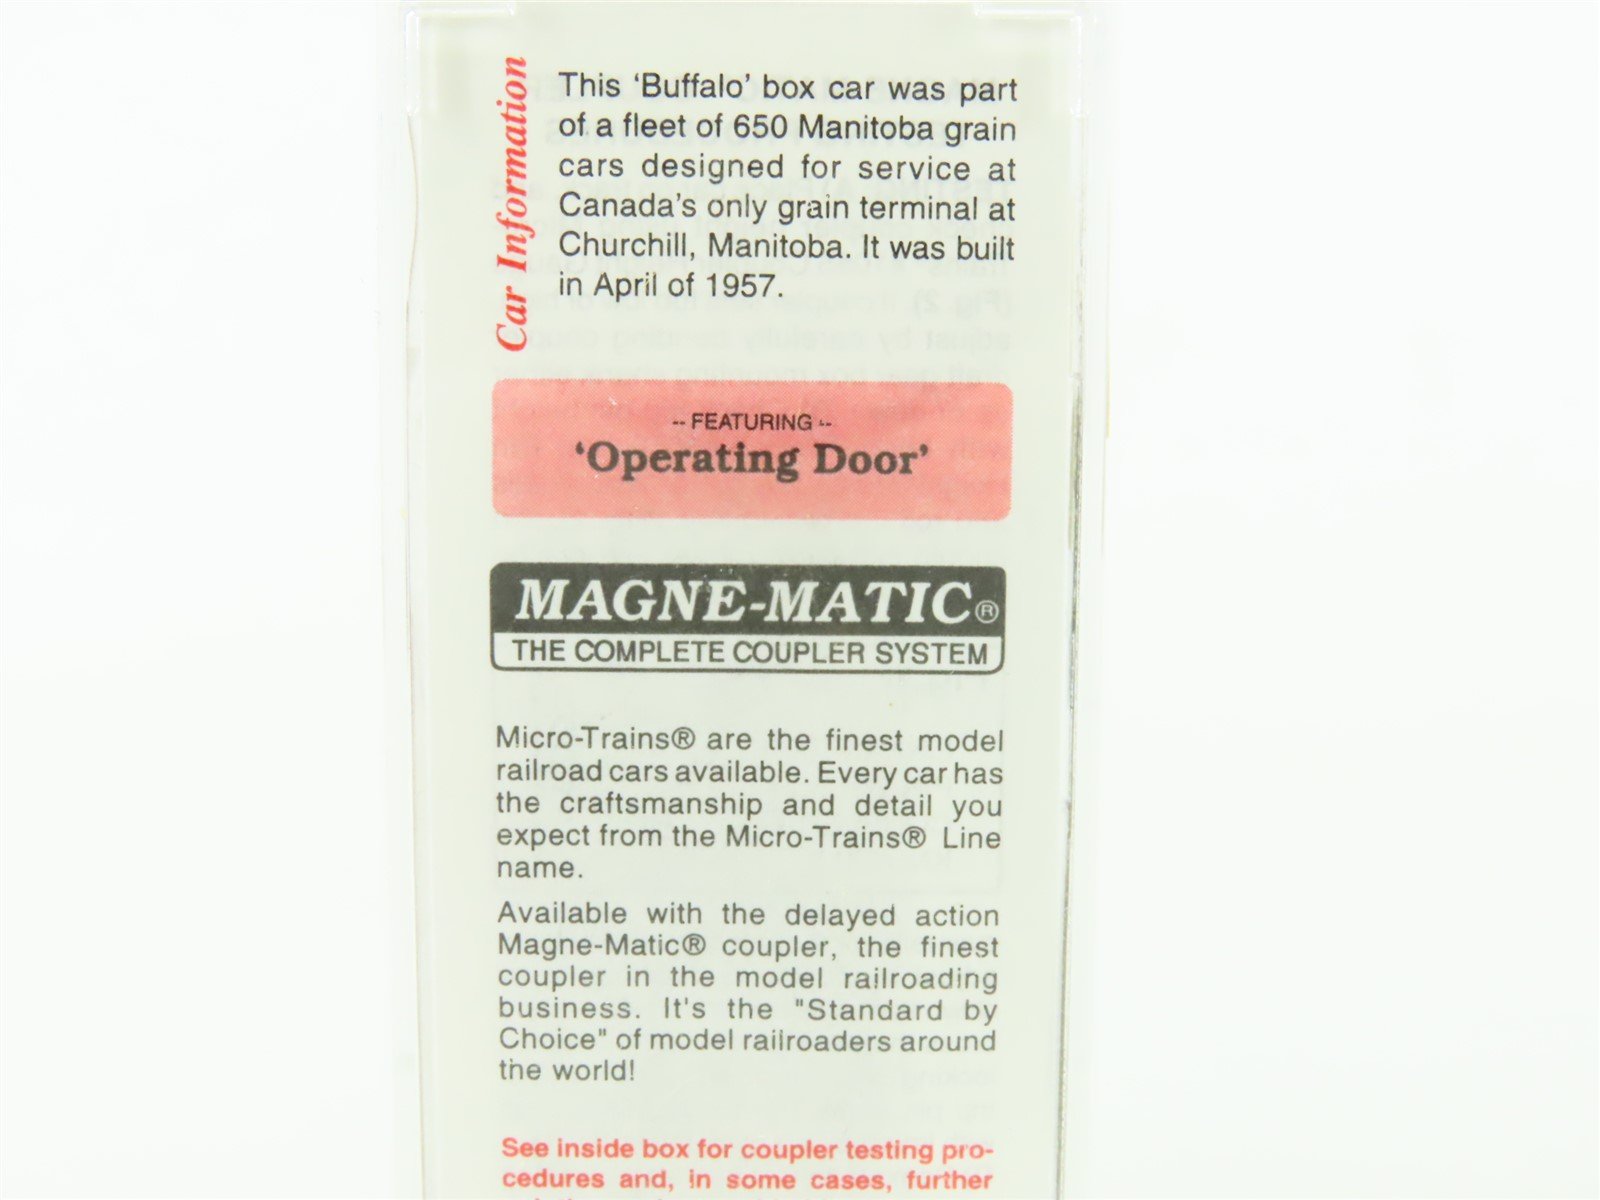 Car Information
This ‘Buffalo’ box car was part
of a fleet of 650 Manitoba grain
cars designed for service at
Canada's only grain terminal at
Churchill, Manitoba. It was built
in April of 1957.
-- FEATURING --
‘Operating Door’
MAGNE-MATIC®
THE COMPLETE COUPLER SYSTEM
Micro-Trains® are the finest model
railroad cars available. Every car has
the craftsmanship and detail you
expect from the Micro-Trains® Line
name.
Available with the delayed action
Magne-Matic® coupler, the finest
coupler in the model railroading
business. It's the "Standard by
Choice" of model railroaders around
the world!
See inside box for coupler testing pro-
cedures and, in some cases, further